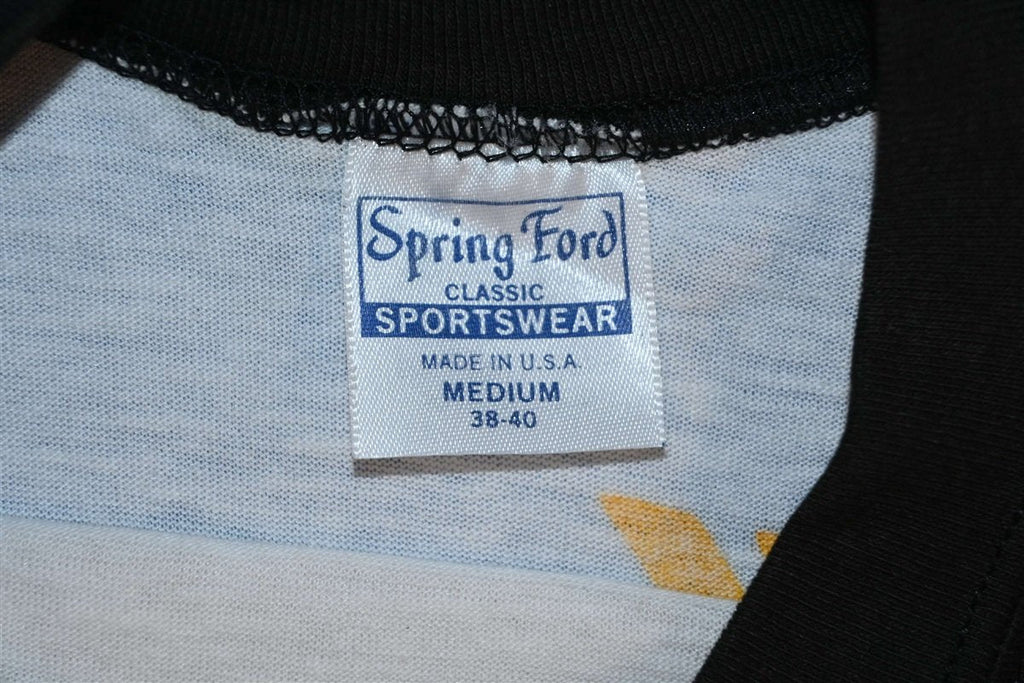 Spring Ford
CLASSIC
SPORTSWEAR
MADE IN U.S.A.
MEDIUM
38-40